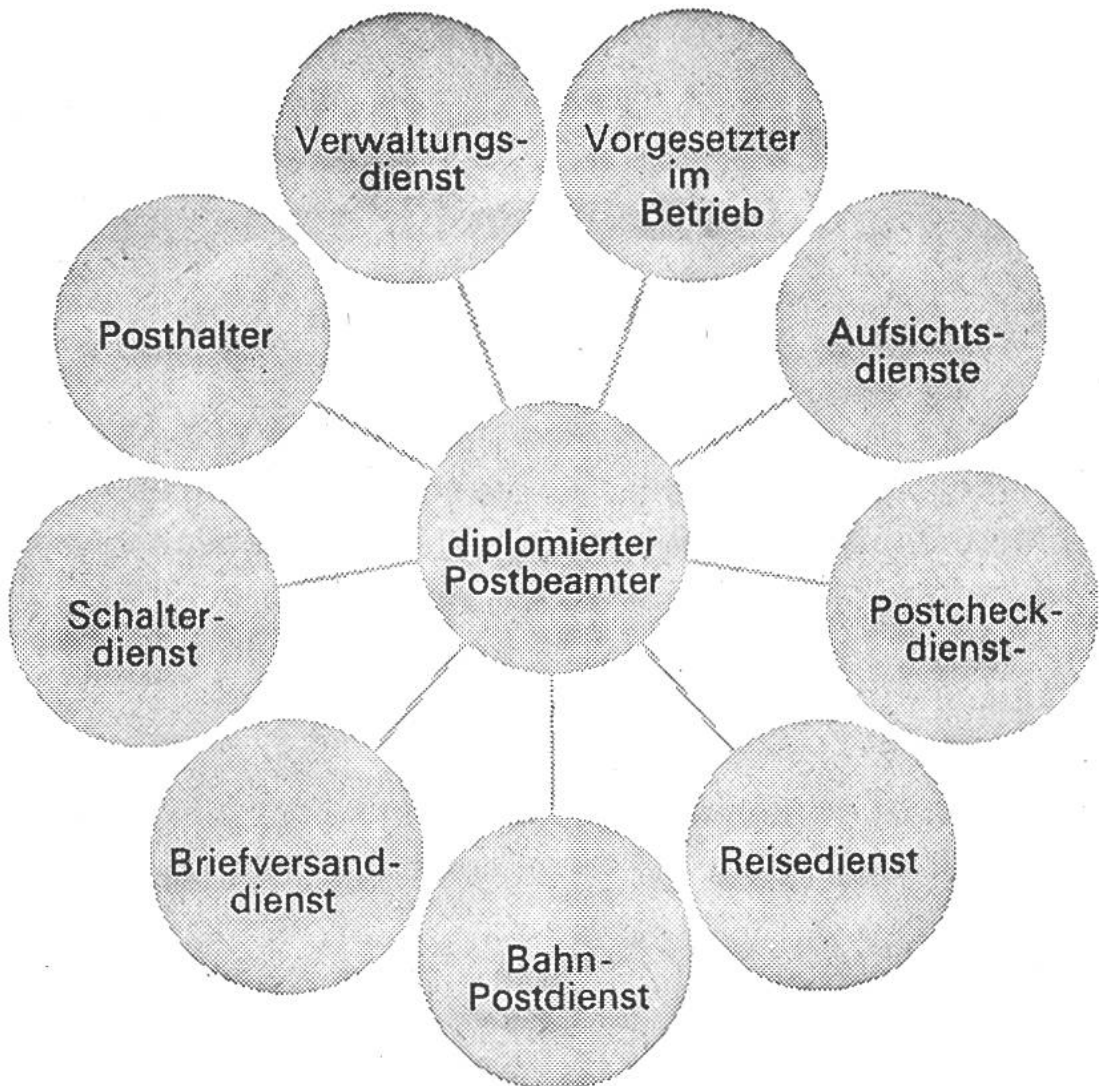 Verwaltungs-
dienst
Vorgesetzter
im
Betrieb
Posthalter
Aufsichts-
dienste
diplomierter
Postbeamter
Schalter-
dienst
Postcheck-
dienst-
Briefversand-
dienst
Reisedienst
Bahn-
Postdienst